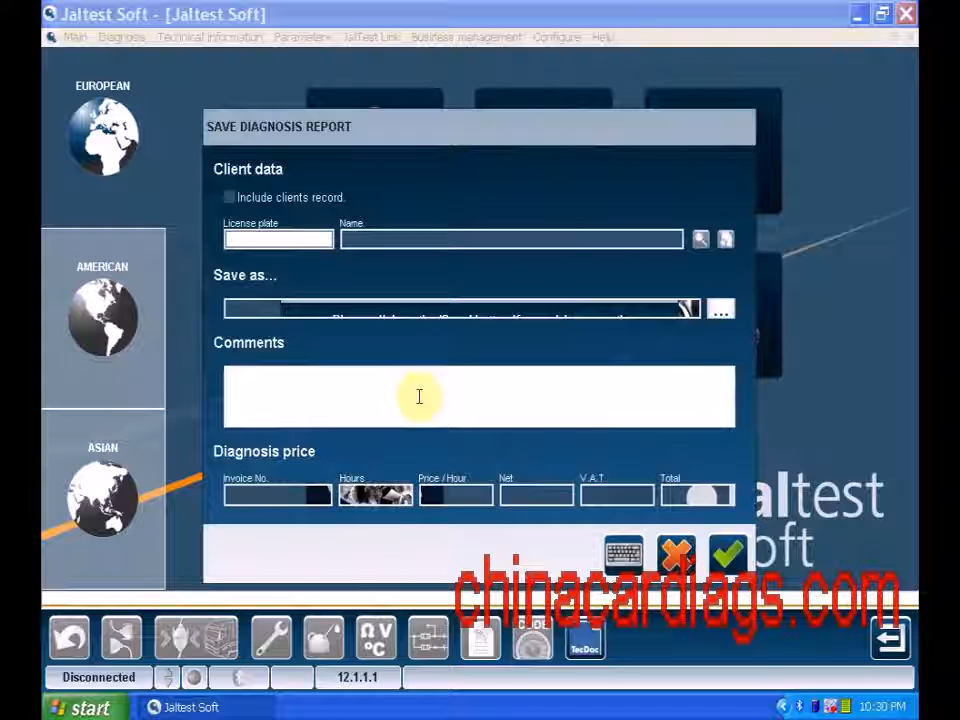 Jaltest Soft - [Jaltest Soft]
Main Diagnosis Technical information Parameters JalTest Link Business management Configure Help
EUROPEAN
AMERICAN
ASIAN
SAVE DIAGNOSIS REPORT
Client data
Include clients record.
License plate Name
Save as...
...
Comments
Diagnosis price
Invoice No. Hours Price / Hour Net V.A.T. Total
altest
oft
chinacardiags.com
Ω V
°C
CODE
TecDoc
Disconnected 12.1.1.1
start Jaltest Soft 10:30 PM